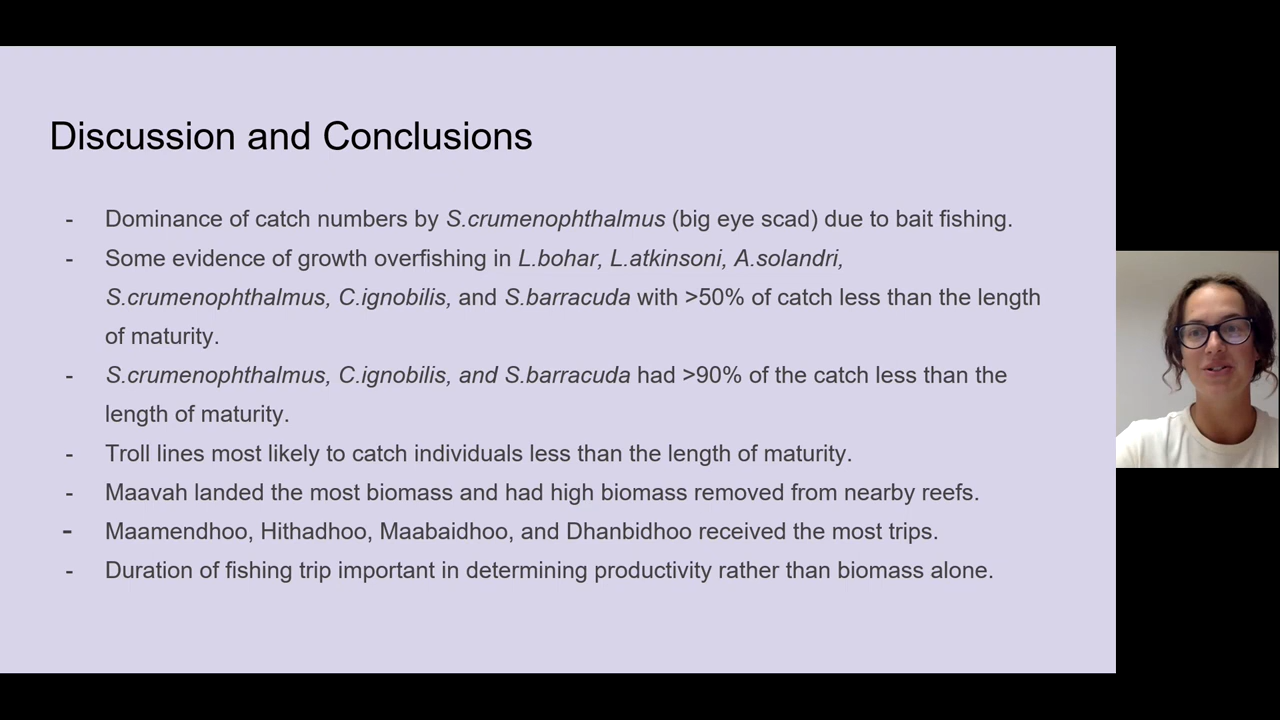 Discussion and Conclusions
- Dominance of catch numbers by S.crumenophthalmus (big eye scad) due to bait fishing.
- Some evidence of growth overfishing in L.bohar, L.atkinsoni, A.solandri,
S.crumenophthalmus, C.ignobilis, and S.barracuda with >50% of catch less than the length
of maturity.
- S.crumenophthalmus, C.ignobilis, and S.barracuda had >90% of the catch less than the
length of maturity.
- Troll lines most likely to catch individuals less than the length of maturity.
- Maavah landed the most biomass and had high biomass removed from nearby reefs.
- Maamendhoo, Hithadhoo, Maabaidhoo, and Dhanbidhoo received the most trips.
- Duration of fishing trip important in determining productivity rather than biomass alone.